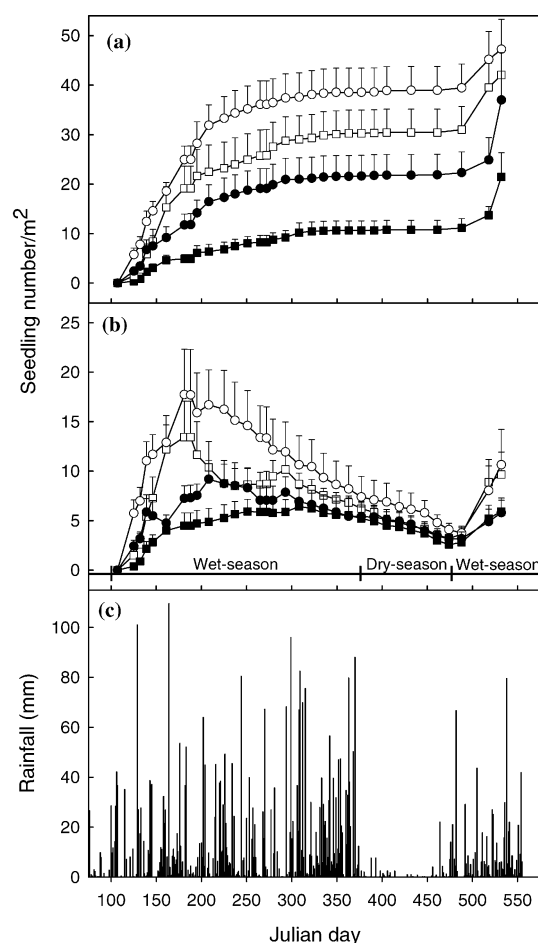 (a)
50
40
30
20
10
0
Seedling number/m²
(b)
25
20
15
10
5
0
Wet-season
Dry-season
Wet-season
(c)
100
80
60
40
20
0
Rainfall (mm)
100 150 200 250 300 350 400 450 500 550
Julian day